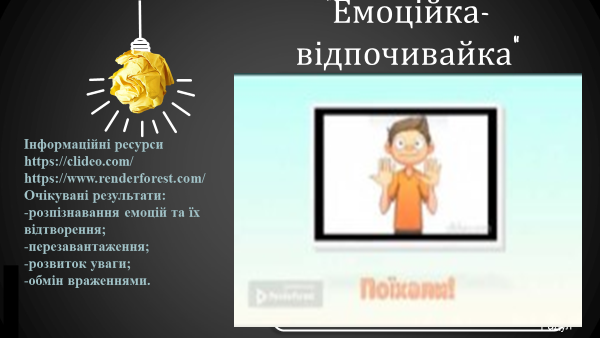 "Емоційка-
відпочивайка"
Інформаційні ресурси
https://clideo.com/
https://www.renderforest.com/
Очікувані результати:
-розпізнавання емоцій та їх
відтворення;
-перезавантаження;
-розвиток уваги;
-обмін враженнями.
Поїхали!